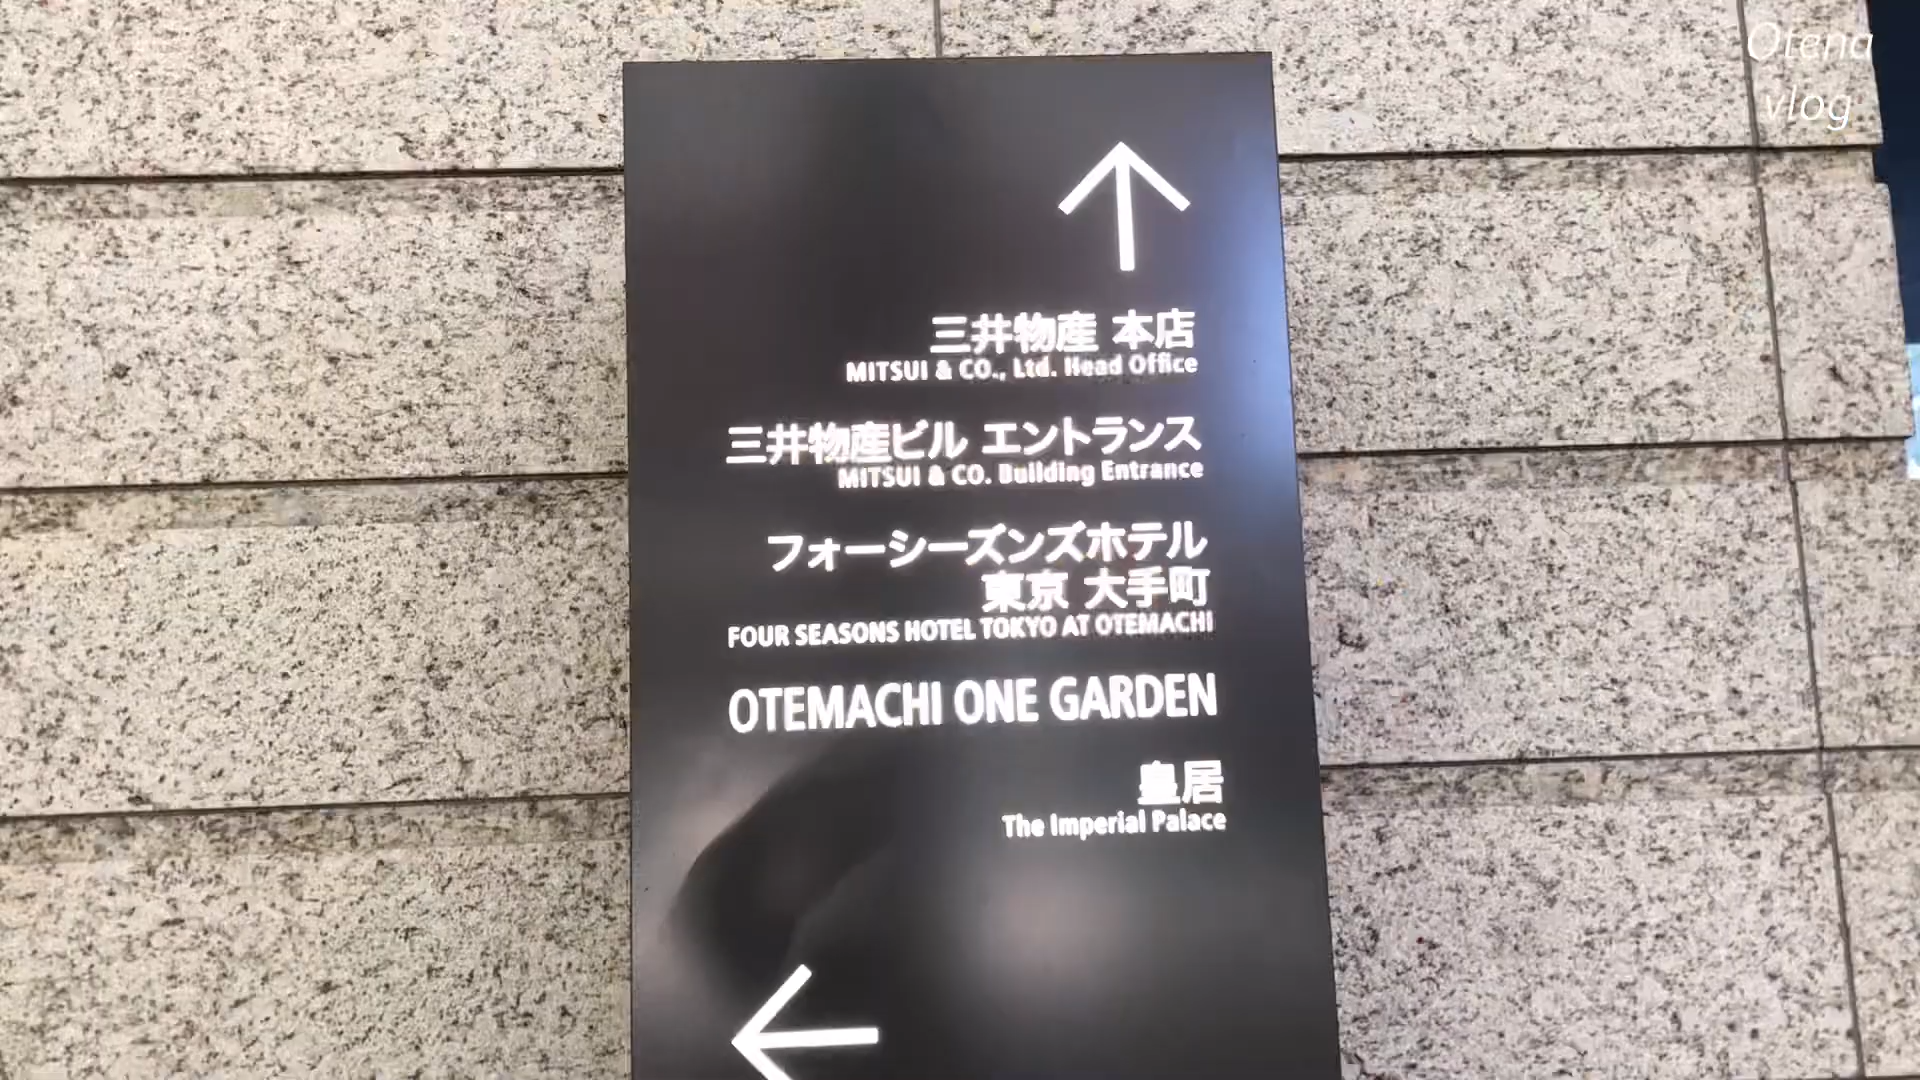 Otena
vlog
三井物産 本店
MITSUI & CO., Ltd. Head Office
三井物産ビル エントランス
MITSUI & CO. Building Entrance
フォーシーズンズホテル
東京 大手町
FOUR SEASONS HOTEL TOKYO AT OTEMACHI
OTEMACHI ONE GARDEN
皇居
The Imperial Palace